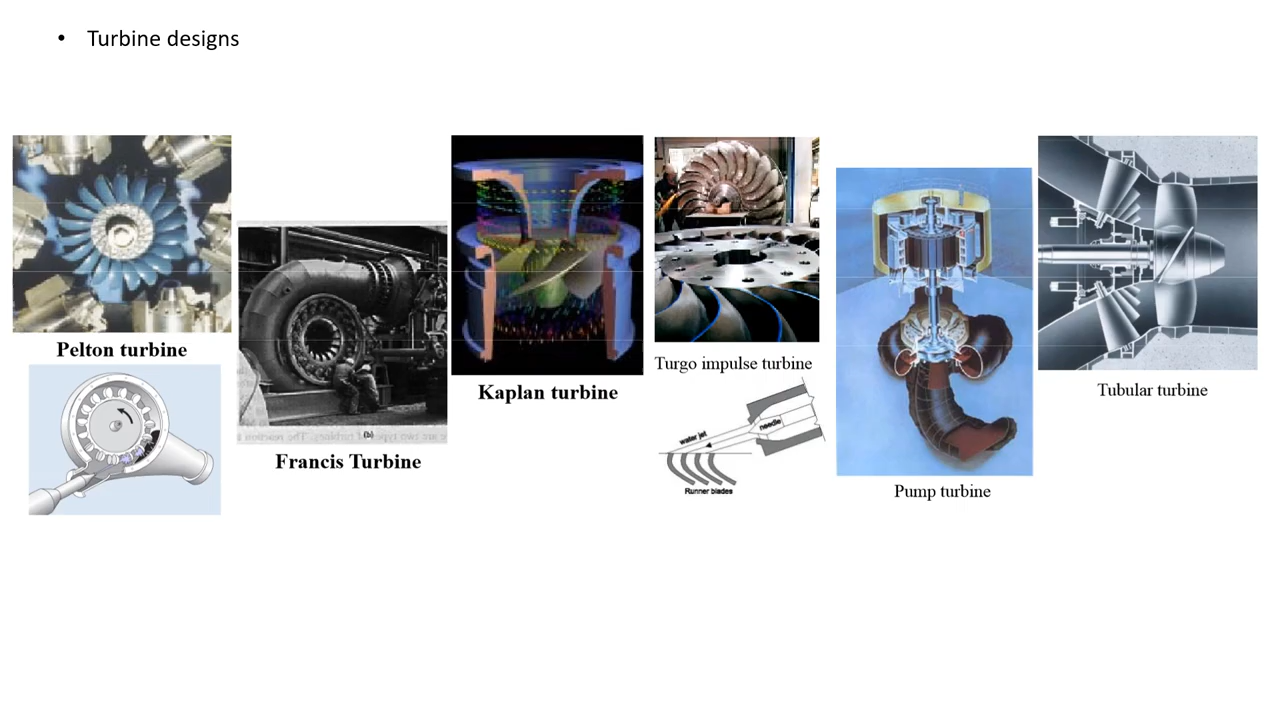 • Turbine designs
Pelton turbine
(b)
Francis Turbine
Kaplan turbine
Turgo impulse turbine
water jet
needle
Runner blades
Pump turbine
Tubular turbine